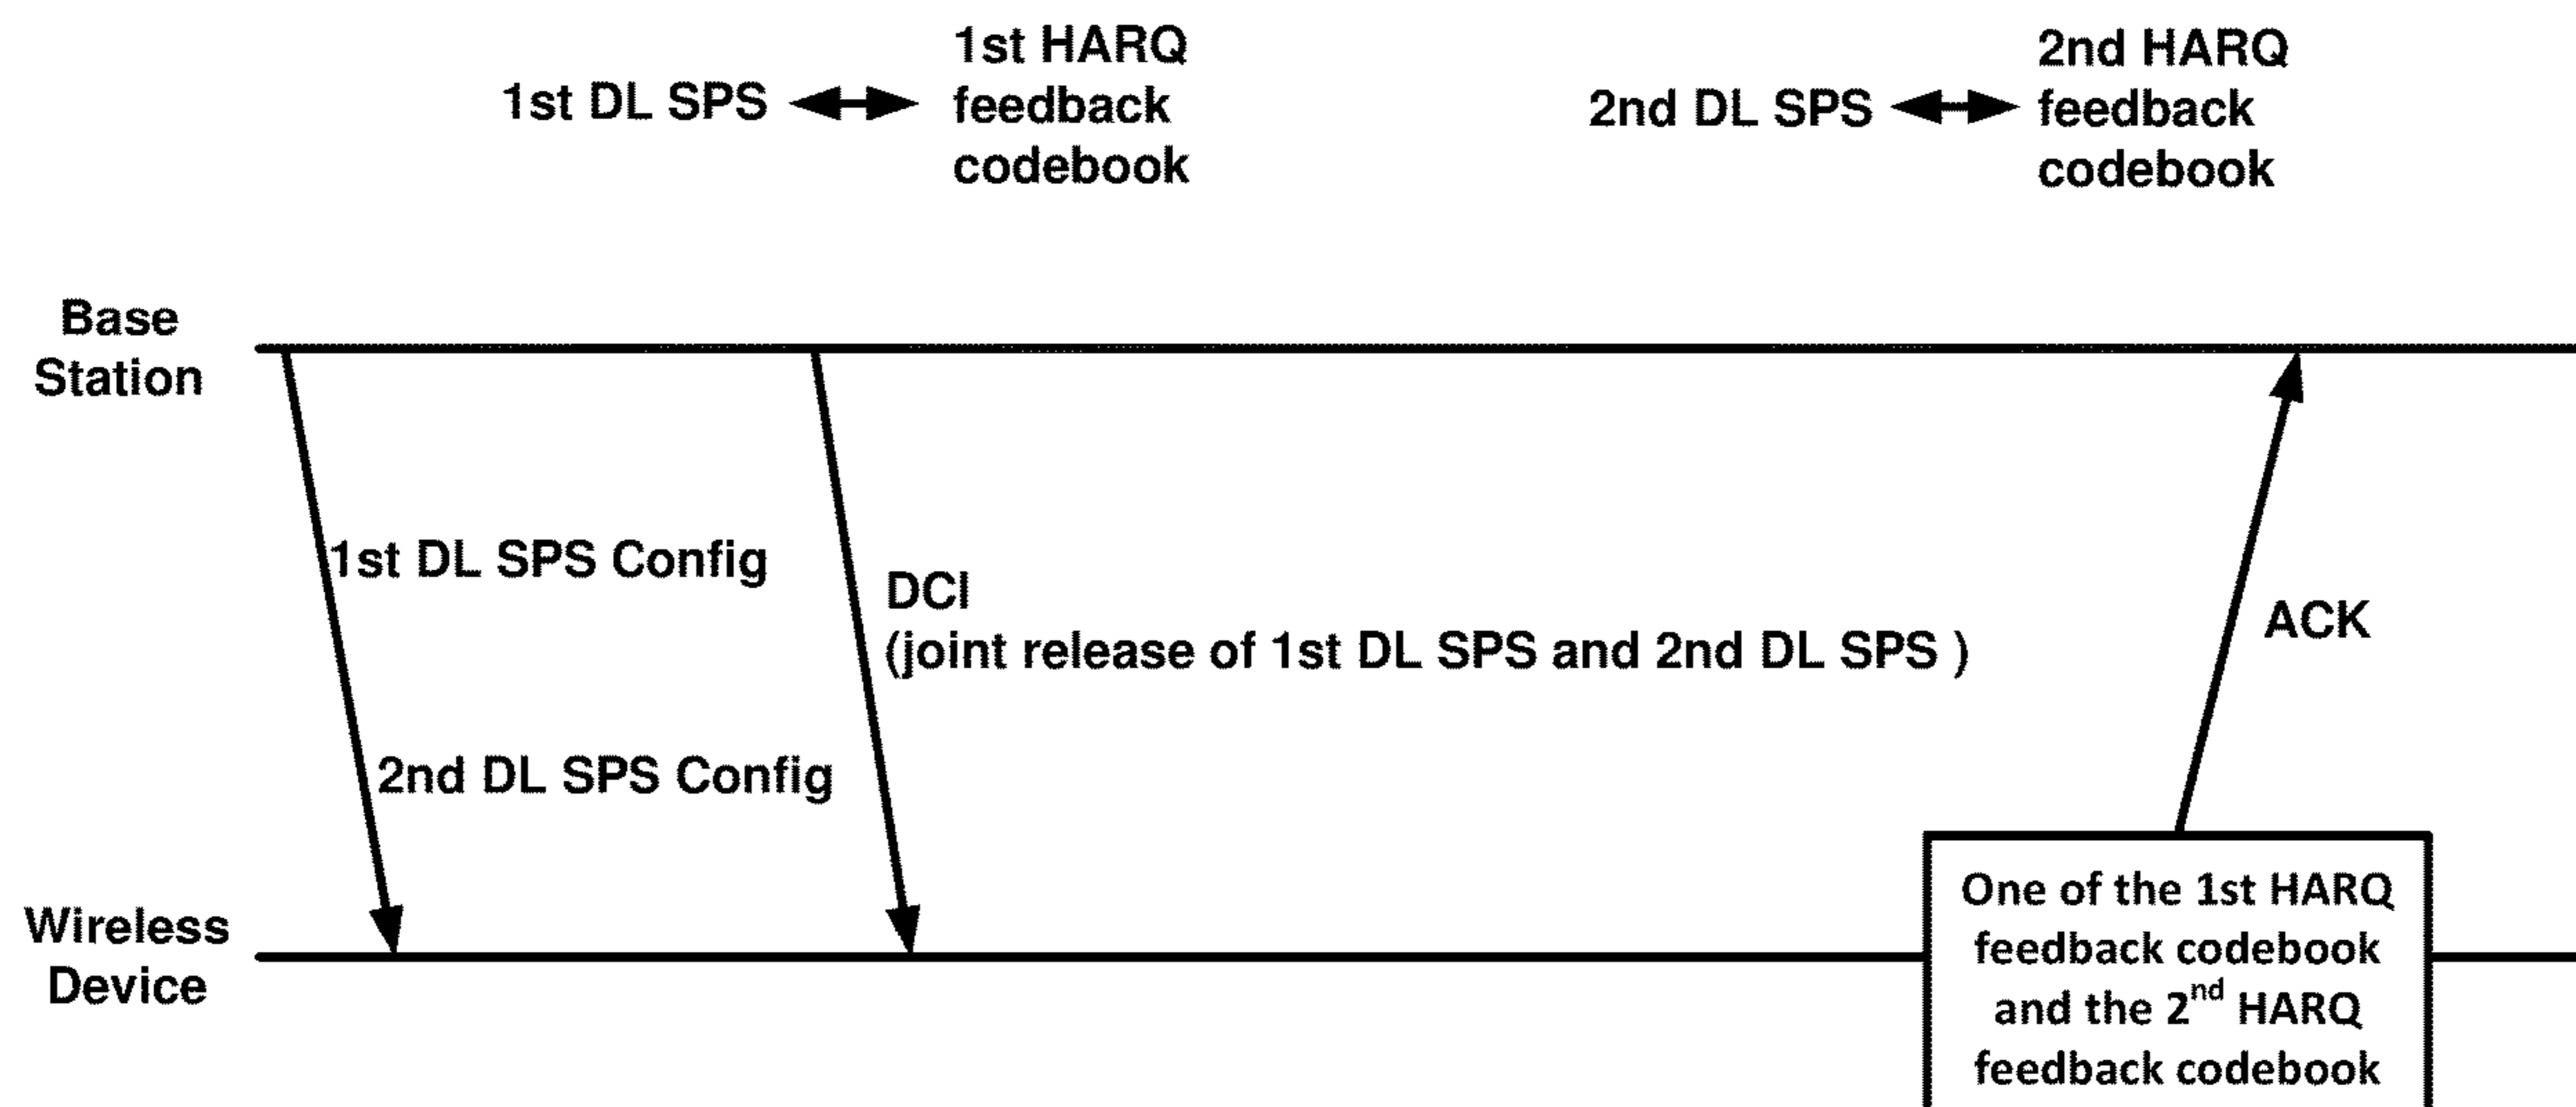 1st HARQ
1st DL SPS feedback
codebook
2nd HARQ
2nd DL SPS feedback
codebook
Base
Station
1st DL SPS Config
DCI
(joint release of 1st DL SPS and 2nd DL SPS )
ACK
2nd DL SPS Config
Wireless
Device
One of the 1st HARQ
feedback codebook
and the 2nd HARQ
feedback codebook